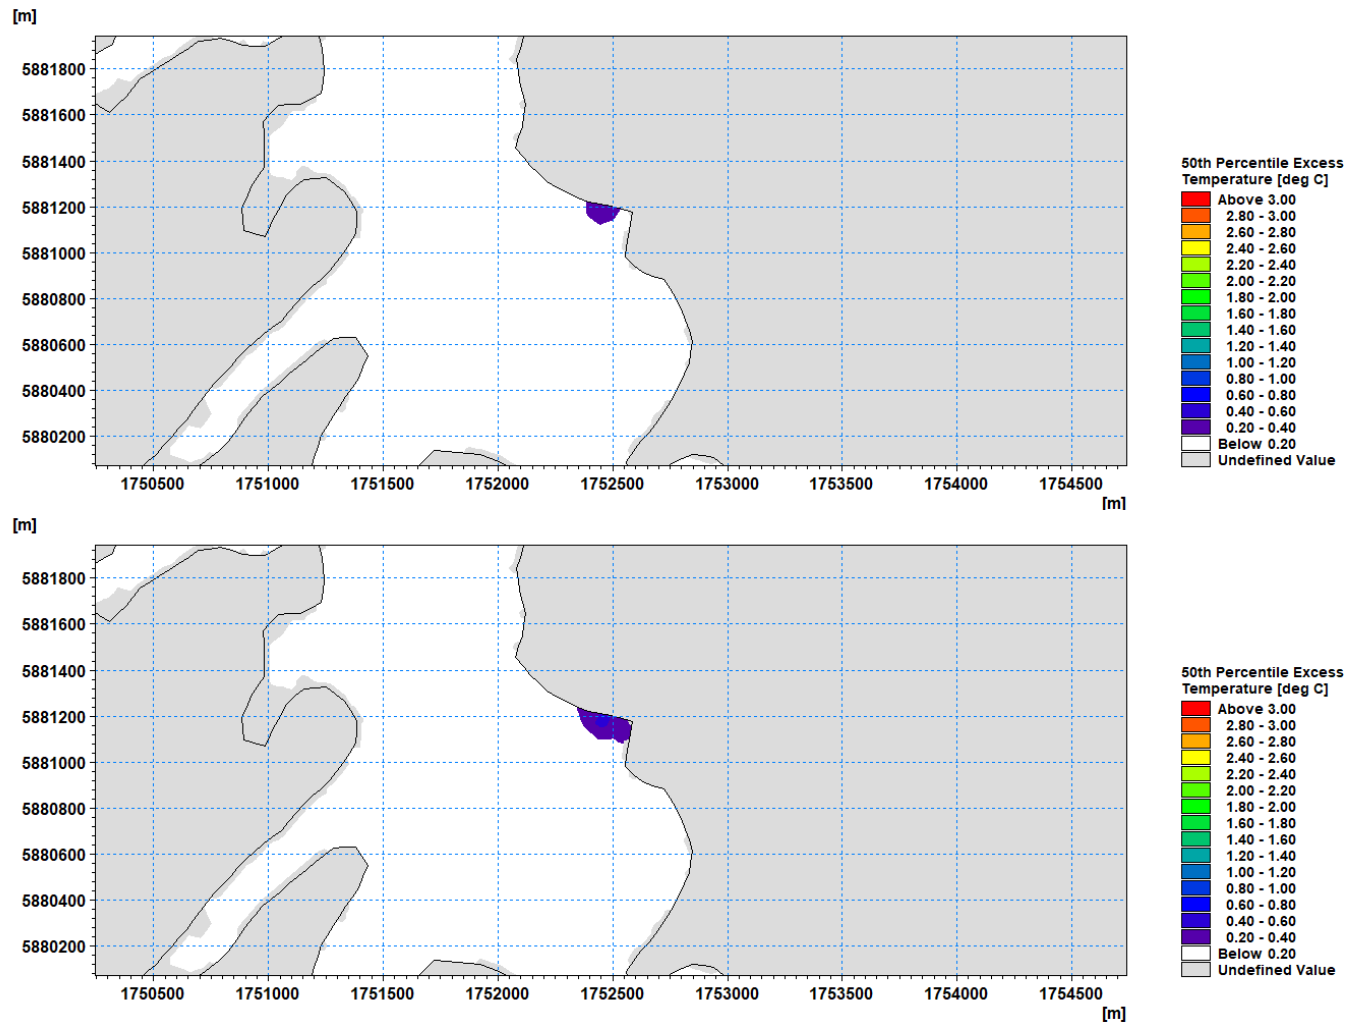 [m]
5881800
5881600
5881400
5881200
5881000
5880800
5880600
5880400
5880200
1750500 1751000 1751500 1752000 1752500 1753000 1753500 1754000 1754500
[m]
50th Percentile Excess
Temperature [deg C]
Above 3.00
2.80 - 3.00
2.60 - 2.80
2.40 - 2.60
2.20 - 2.40
2.00 - 2.20
1.80 - 2.00
1.60 - 1.80
1.40 - 1.60
1.20 - 1.40
1.00 - 1.20
0.80 - 1.00
0.60 - 0.80
0.40 - 0.60
0.20 - 0.40
Below 0.20
Undefined Value
[m]
5881800
5881600
5881400
5881200
5881000
5880800
5880600
5880400
5880200
1750500 1751000 1751500 1752000 1752500 1753000 1753500 1754000 1754500
[m]
50th Percentile Excess
Temperature [deg C]
Above 3.00
2.80 - 3.00
2.60 - 2.80
2.40 - 2.60
2.20 - 2.40
2.00 - 2.20
1.80 - 2.00
1.60 - 1.80
1.40 - 1.60
1.20 - 1.40
1.00 - 1.20
0.80 - 1.00
0.60 - 0.80
0.40 - 0.60
0.20 - 0.40
Below 0.20
Undefined Value